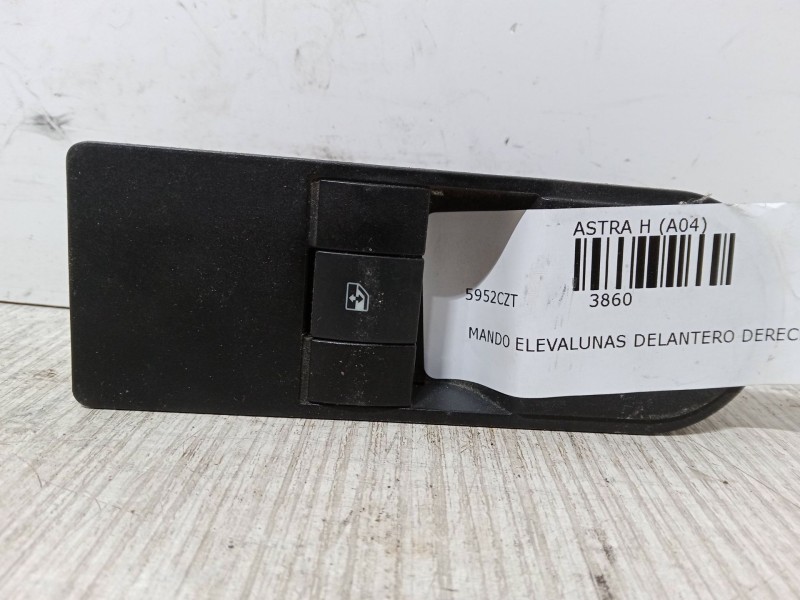 ASTRA H (A04)
5952CZT
3860
MANDO ELEVALUNAS DELANTERO DEREC